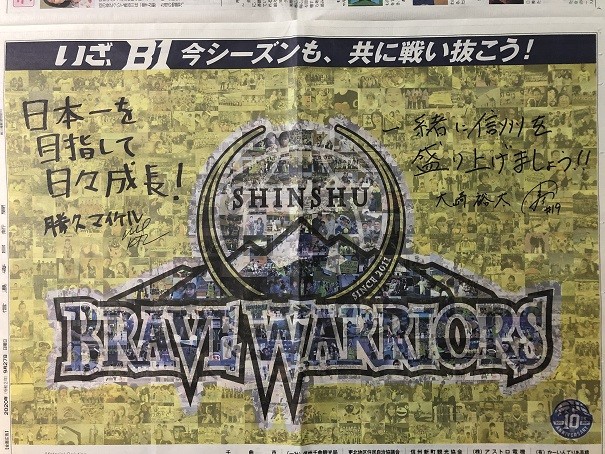 いざ、B1 今シーズンも、共に戦い抜こう!
日本一を
目指して
日々成長!
勝久マイケル
一緒に信州を
盛り上げましょう!!
大崎裕太
#19
SHINSHU
SINCE 2011
BRAVE WARRIORS
10
ANNIVERSARY